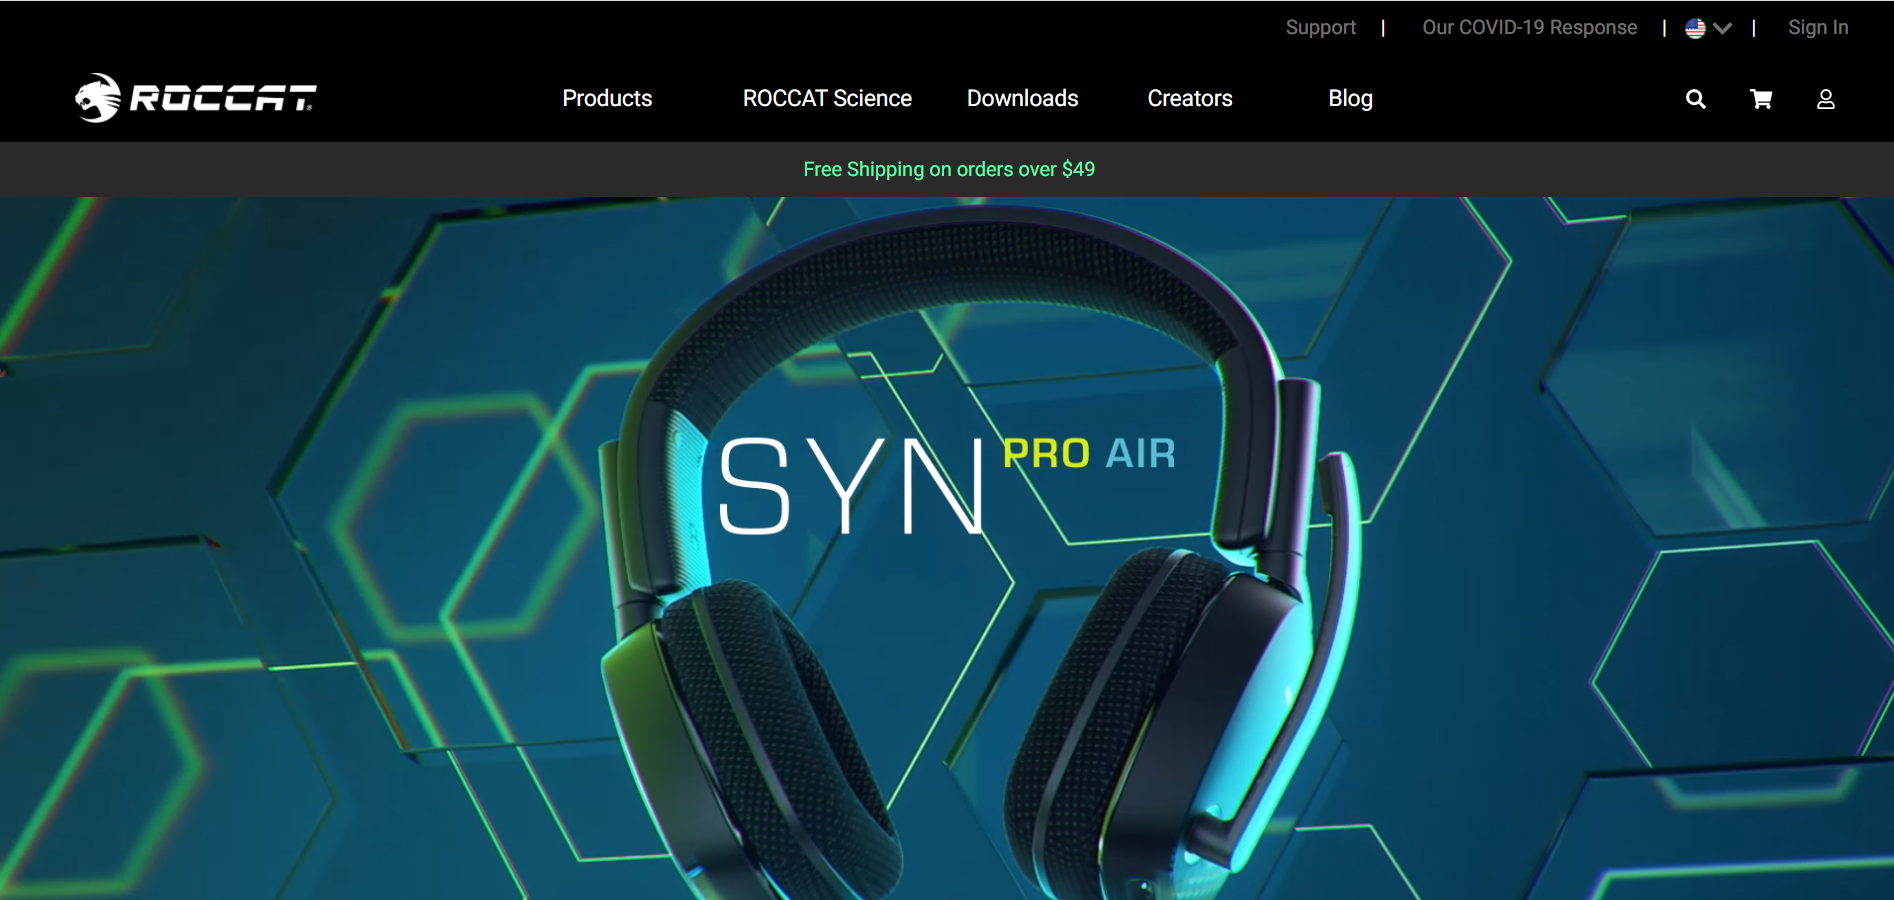 Support | Our COVID-19 Response | | Sign In
ROCCAT Products ROCCAT Science Downloads Creators Blog
Free Shipping on orders over $49
SYN PRO AIR